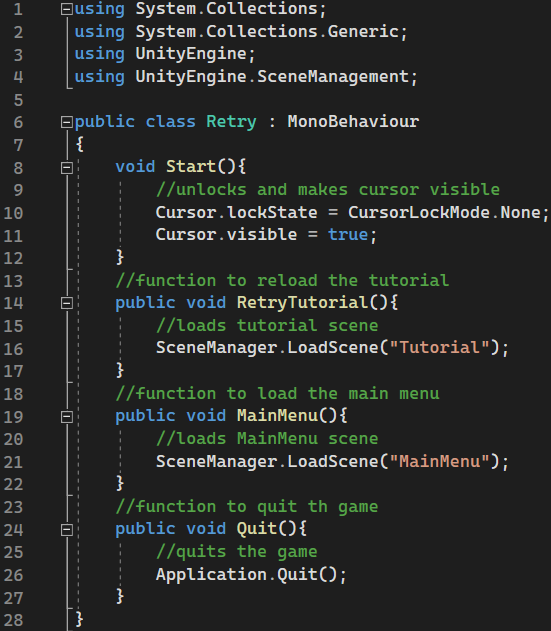 1 using System.Collections;
2 using System.Collections.Generic;
3 using UnityEngine;
4 using UnityEngine.SceneManagement;
5
6 public class Retry : MonoBehaviour
7 {
8     void Start(){
9         //unlocks and makes cursor visible
10         Cursor.lockState = CursorLockMode.None;
11         Cursor.visible = true;
12     }
13     //function to reload the tutorial
14     public void RetryTutorial(){
15         //loads tutorial scene
16         SceneManager.LoadScene("Tutorial");
17     }
18     //function to load the main menu
19     public void MainMenu(){
20         //loads MainMenu scene
21         SceneManager.LoadScene("MainMenu");
22     }
23     //function to quit th game
24     public void Quit(){
25         //quits the game
26         Application.Quit();
27     }
28 }